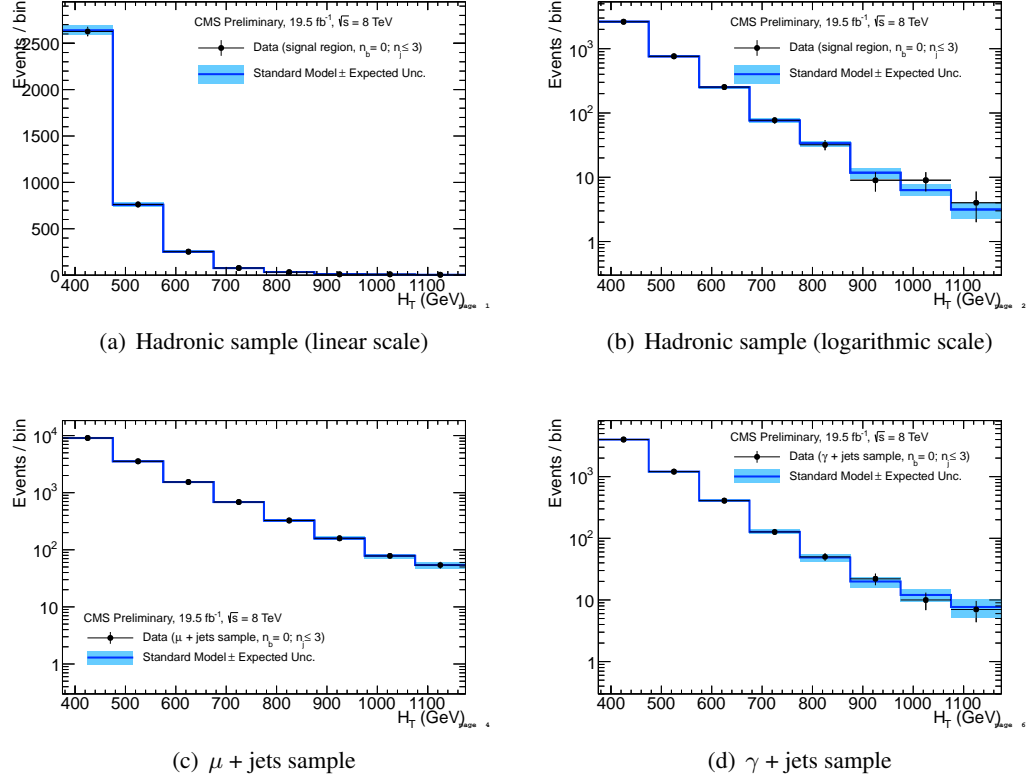 Events / bin
CMS Preliminary, 19.5 fb⁻¹, √s = 8 TeV
Data (signal region, n_b = 0; n_j ≤ 3)
Standard Model ± Expected Unc.
2500
2000
1500
1000
500
0
400 500 600 700 800 900 1000 1100
H_T (GeV)
page 1
(a) Hadronic sample (linear scale)
Events / bin
CMS Preliminary, 19.5 fb⁻¹, √s = 8 TeV
Data (signal region, n_b = 0; n_j ≤ 3)
Standard Model ± Expected Unc.
10³
10²
10
1
400 500 600 700 800 900 1000 1100
H_T (GeV)
page 2
(b) Hadronic sample (logarithmic scale)
Events / bin
10⁴
10³
10²
10
1
CMS Preliminary, 19.5 fb⁻¹, √s = 8 TeV
Data (μ + jets sample, n_b = 0; n_j ≤ 3)
Standard Model ± Expected Unc.
400 500 600 700 800 900 1000 1100
H_T (GeV)
page 4
(c) μ + jets sample
Events / bin
CMS Preliminary, 19.5 fb⁻¹, √s = 8 TeV
Data (γ + jets sample, n_b = 0; n_j ≤ 3)
Standard Model ± Expected Unc.
10³
10²
10
1
400 500 600 700 800 900 1000 1100
H_T (GeV)
page 6
(d) γ + jets sample